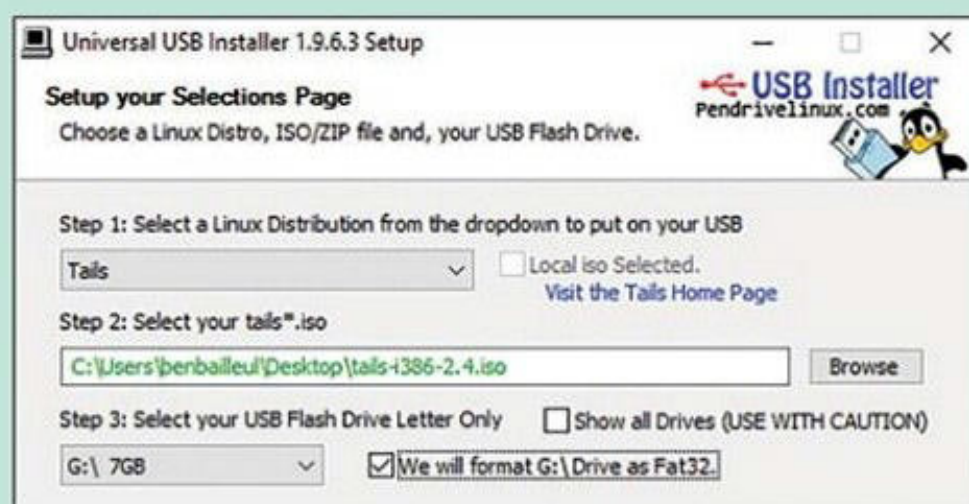 Universal USB Installer 1.9.6.3 Setup
Setup your Selections Page
Choose a Linux Distro, ISO/ZIP file and, your USB Flash Drive.
USB Installer
Pendrivelinux.com
Step 1: Select a Linux Distribution from the dropdown to put on your USB
Tails
Local iso Selected.
Visit the Tails Home Page
Step 2: Select your tails*.iso
C:\Users\benbailleul\Desktop\tails-i386-2.4.iso
Browse
Step 3: Select your USB Flash Drive Letter Only
Show all Drives (USE WITH CAUTION)
G:\ 7GB
We will format G:\Drive as Fat32.